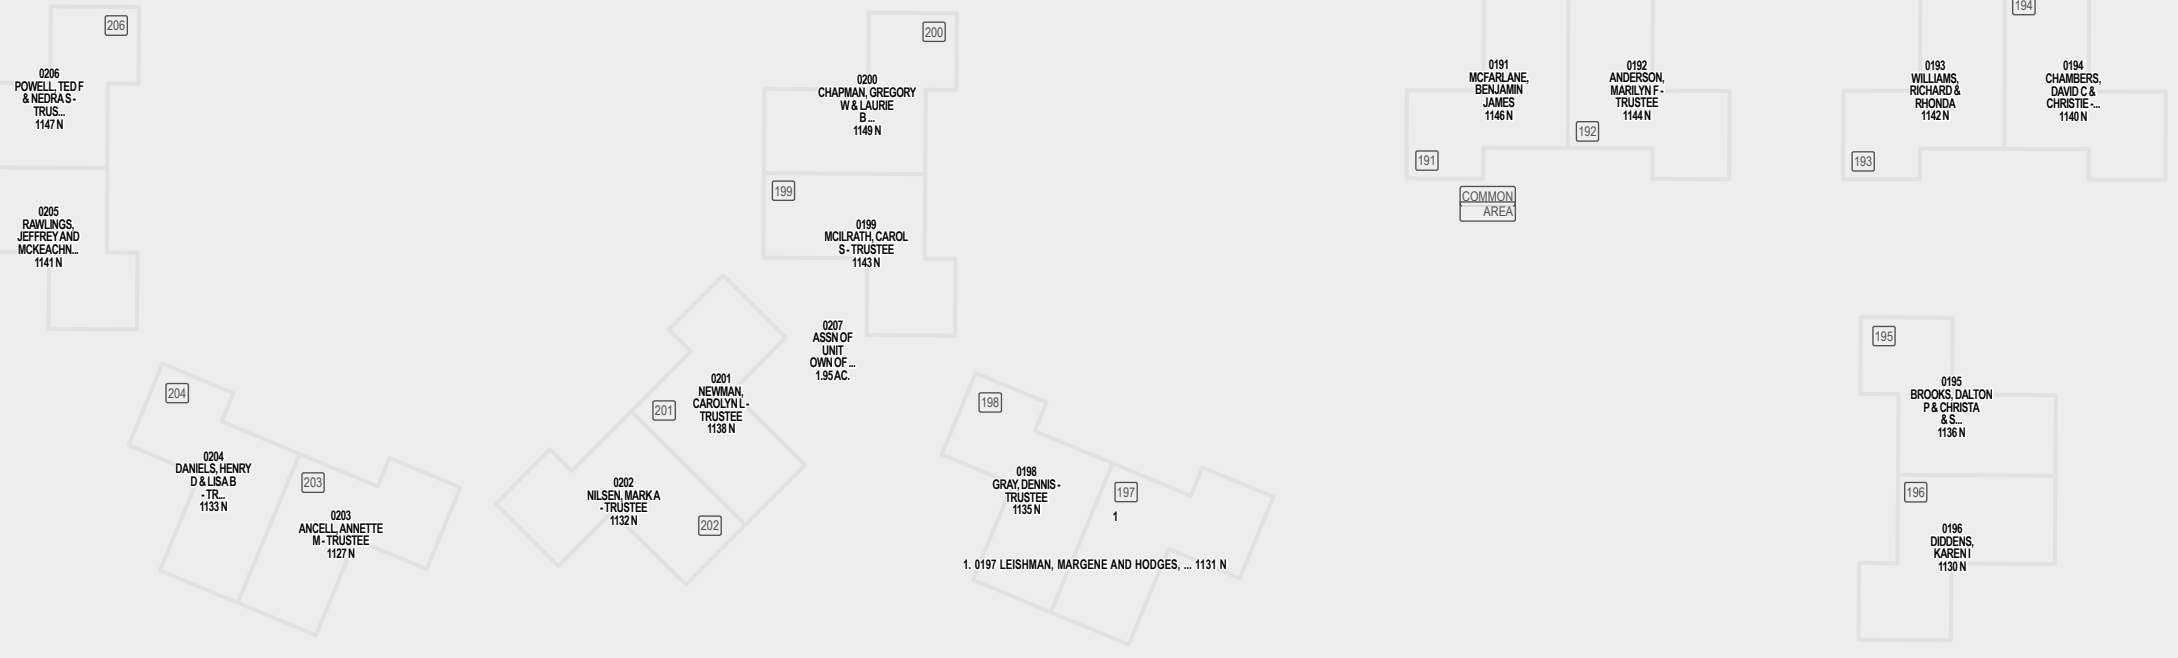 206
0206
POWELL, TED F
& NEDRA S -
TRUS...
1147 N
0205
RAWLINGS,
JEFFREY AND
MCKEACHN...
1141 N
200
0200
CHAPMAN, GREGORY
W & LAURIE
B ...
1149 N
199
0199
MCILRATH, CAROL
S - TRUSTEE
1143 N
0191
MCFARLANE,
BENJAMIN
JAMES
1146 N
191
0192
ANDERSON,
MARILYN F -
TRUSTEE
1144 N
192
COMMON
AREA
0193
WILLIAMS,
RICHARD &
RHONDA
1142 N
193
194
0194
CHAMBERS,
DAVID C &
CHRISTIE -...
1140 N
204
0204
DANIELS, HENRY
D & LISA B
- TR...
1133 N
203
0203
ANCELL, ANNETTE
M - TRUSTEE
1127 N
201
0201
NEWMAN,
CAROLYN L -
TRUSTEE
1138 N
0202
NILSEN, MARK A
- TRUSTEE
1132 N
202
0207
ASSN OF
UNIT
OWN OF ...
1.95 AC.
198
0198
GRAY, DENNIS -
TRUSTEE
1135 N
197
1
1. 0197 LEISHMAN, MARGENE AND HODGES, ... 1131 N
195
0195
BROOKS, DALTON
P & CHRISTA
& S...
1136 N
196
0196
DIDDENS,
KAREN I
1130 N